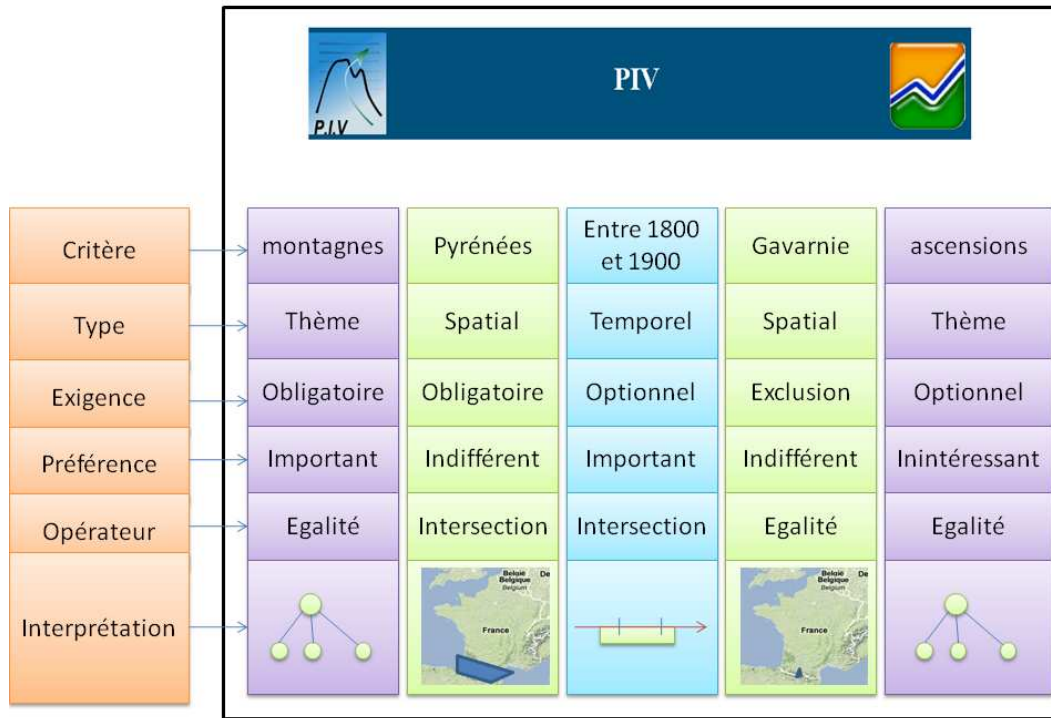 P.I.V
PIV
Critère
montagnes
Pyrénées
Entre 1800
et 1900
Gavarnie
ascensions
Type
Thème
Spatial
Temporel
Spatial
Thème
Exigence
Obligatoire
Obligatoire
Optionnel
Exclusion
Optionnel
Préférence
Important
Indifférent
Important
Indifférent
Inintéressant
Opérateur
Egalité
Intersection
Intersection
Egalité
Egalité
Interprétation
België
Belgique
Belgium
De
France
België
Belgique
Belgium
De
France